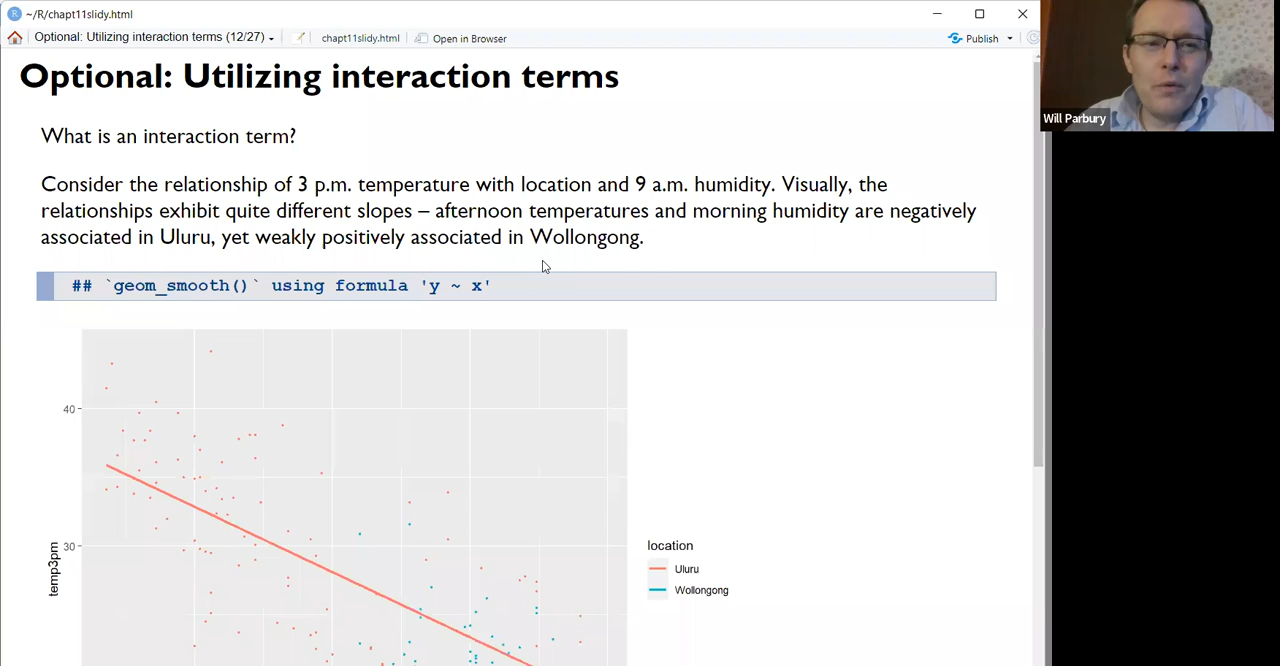 ~/R/chapt11slidy.html
Optional: Utilizing interaction terms (12/27)
chapt11slidy.html
Open in Browser
Publish
Optional: Utilizing interaction terms
What is an interaction term?
Consider the relationship of 3 p.m. temperature with location and 9 a.m. humidity. Visually, the
relationships exhibit quite different slopes – afternoon temperatures and morning humidity are negatively
associated in Uluru, yet weakly positively associated in Wollongong.
## `geom_smooth()` using formula 'y ~ x'
40
30
temp3pm
location
Uluru
Wollongong
Will Parbury